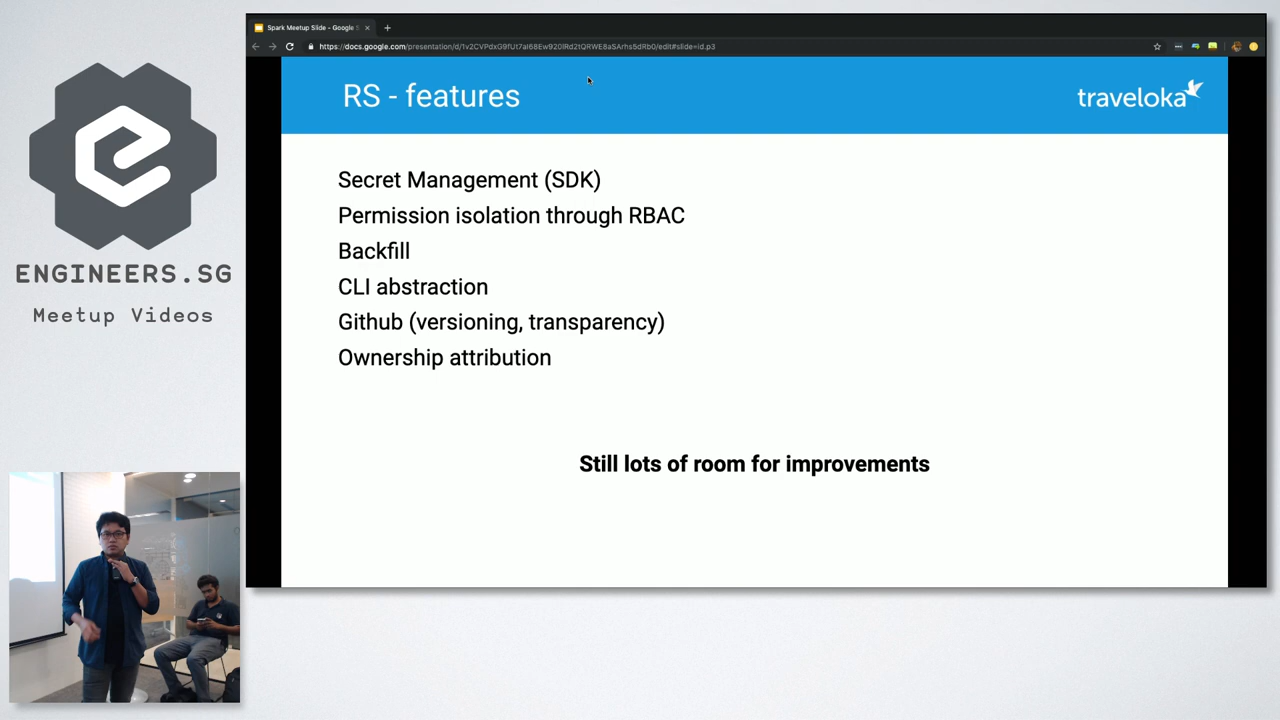 Spark Meetup Slide - Google S
https://docs.google.com/presentation/d/1v2CVPdxG9fUt7al68Ew920lRd2tQRWE8aSArhs5dRb0/edit#slide=id.p3
RS - features
traveloka
Secret Management (SDK)
Permission isolation through RBAC
Backfill
CLI abstraction
Github (versioning, transparency)
Ownership attribution
Still lots of room for improvements
ENGINEERS.SG
Meetup Videos